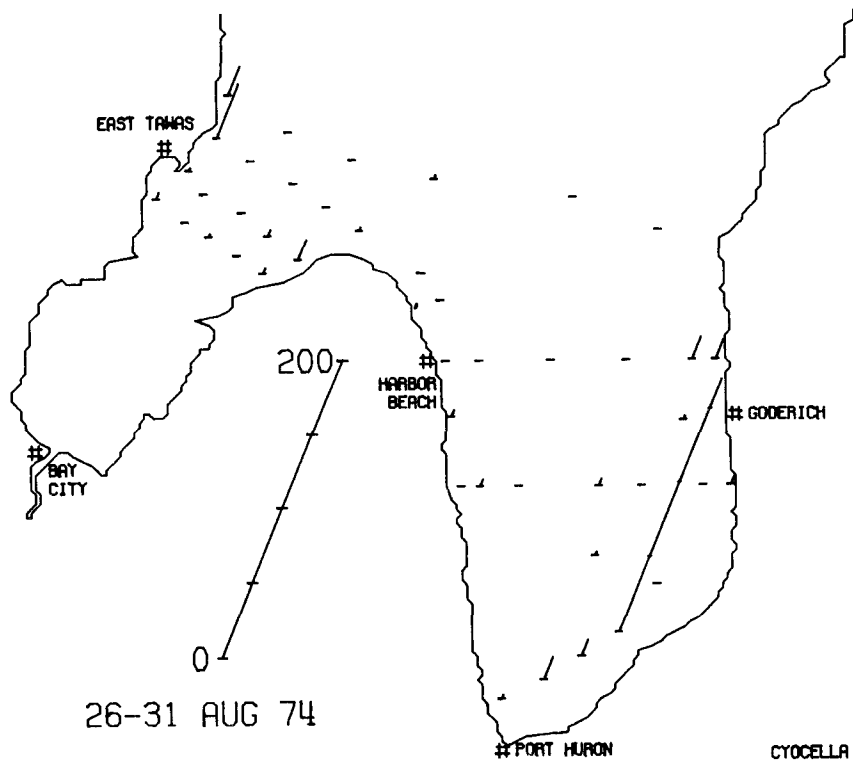 EAST TAWAS
#
200
#
HARBOR
BEACH
# GODERICH
#
BAY
CITY
0
26-31 AUG 74
# PORT HURON
CYOCELLA